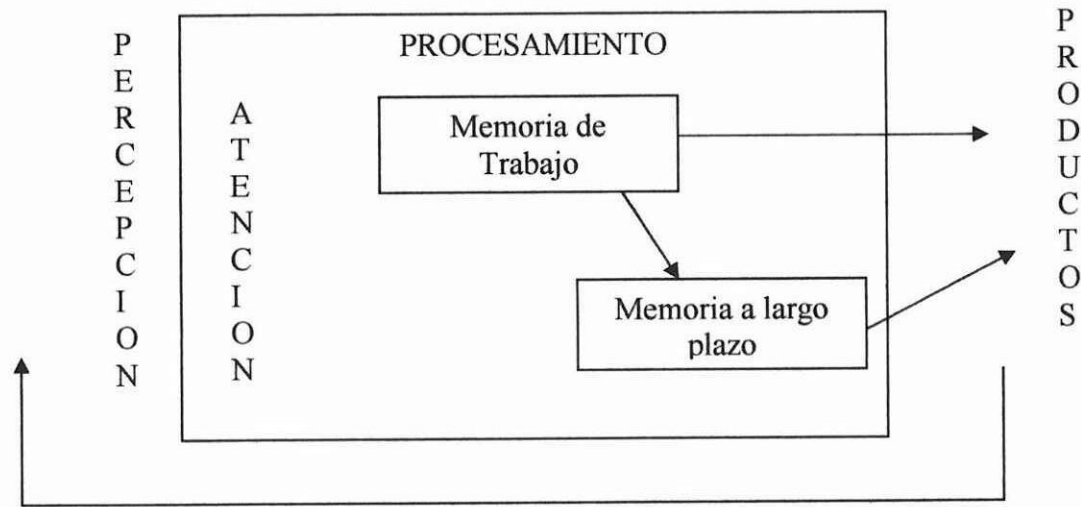 PERCEPCION
PROCESAMIENTO
ATENCION
Memoria de
Trabajo
Memoria a largo
plazo
PRODUCTOS